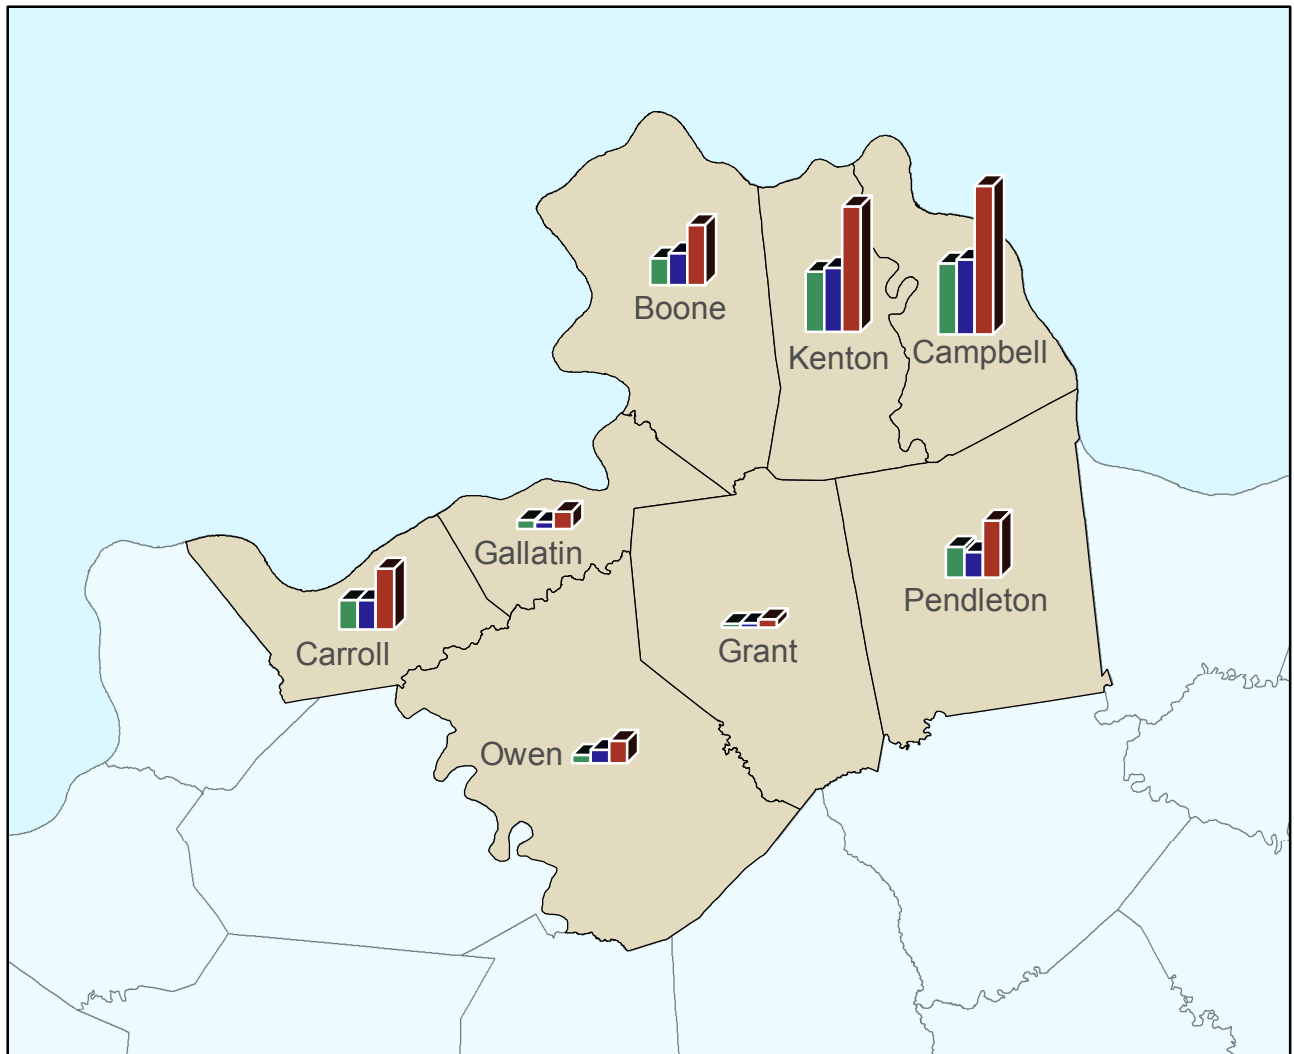 Boone
Kenton
Campbell
Gallatin
Pendleton
Carroll
Grant
Owen